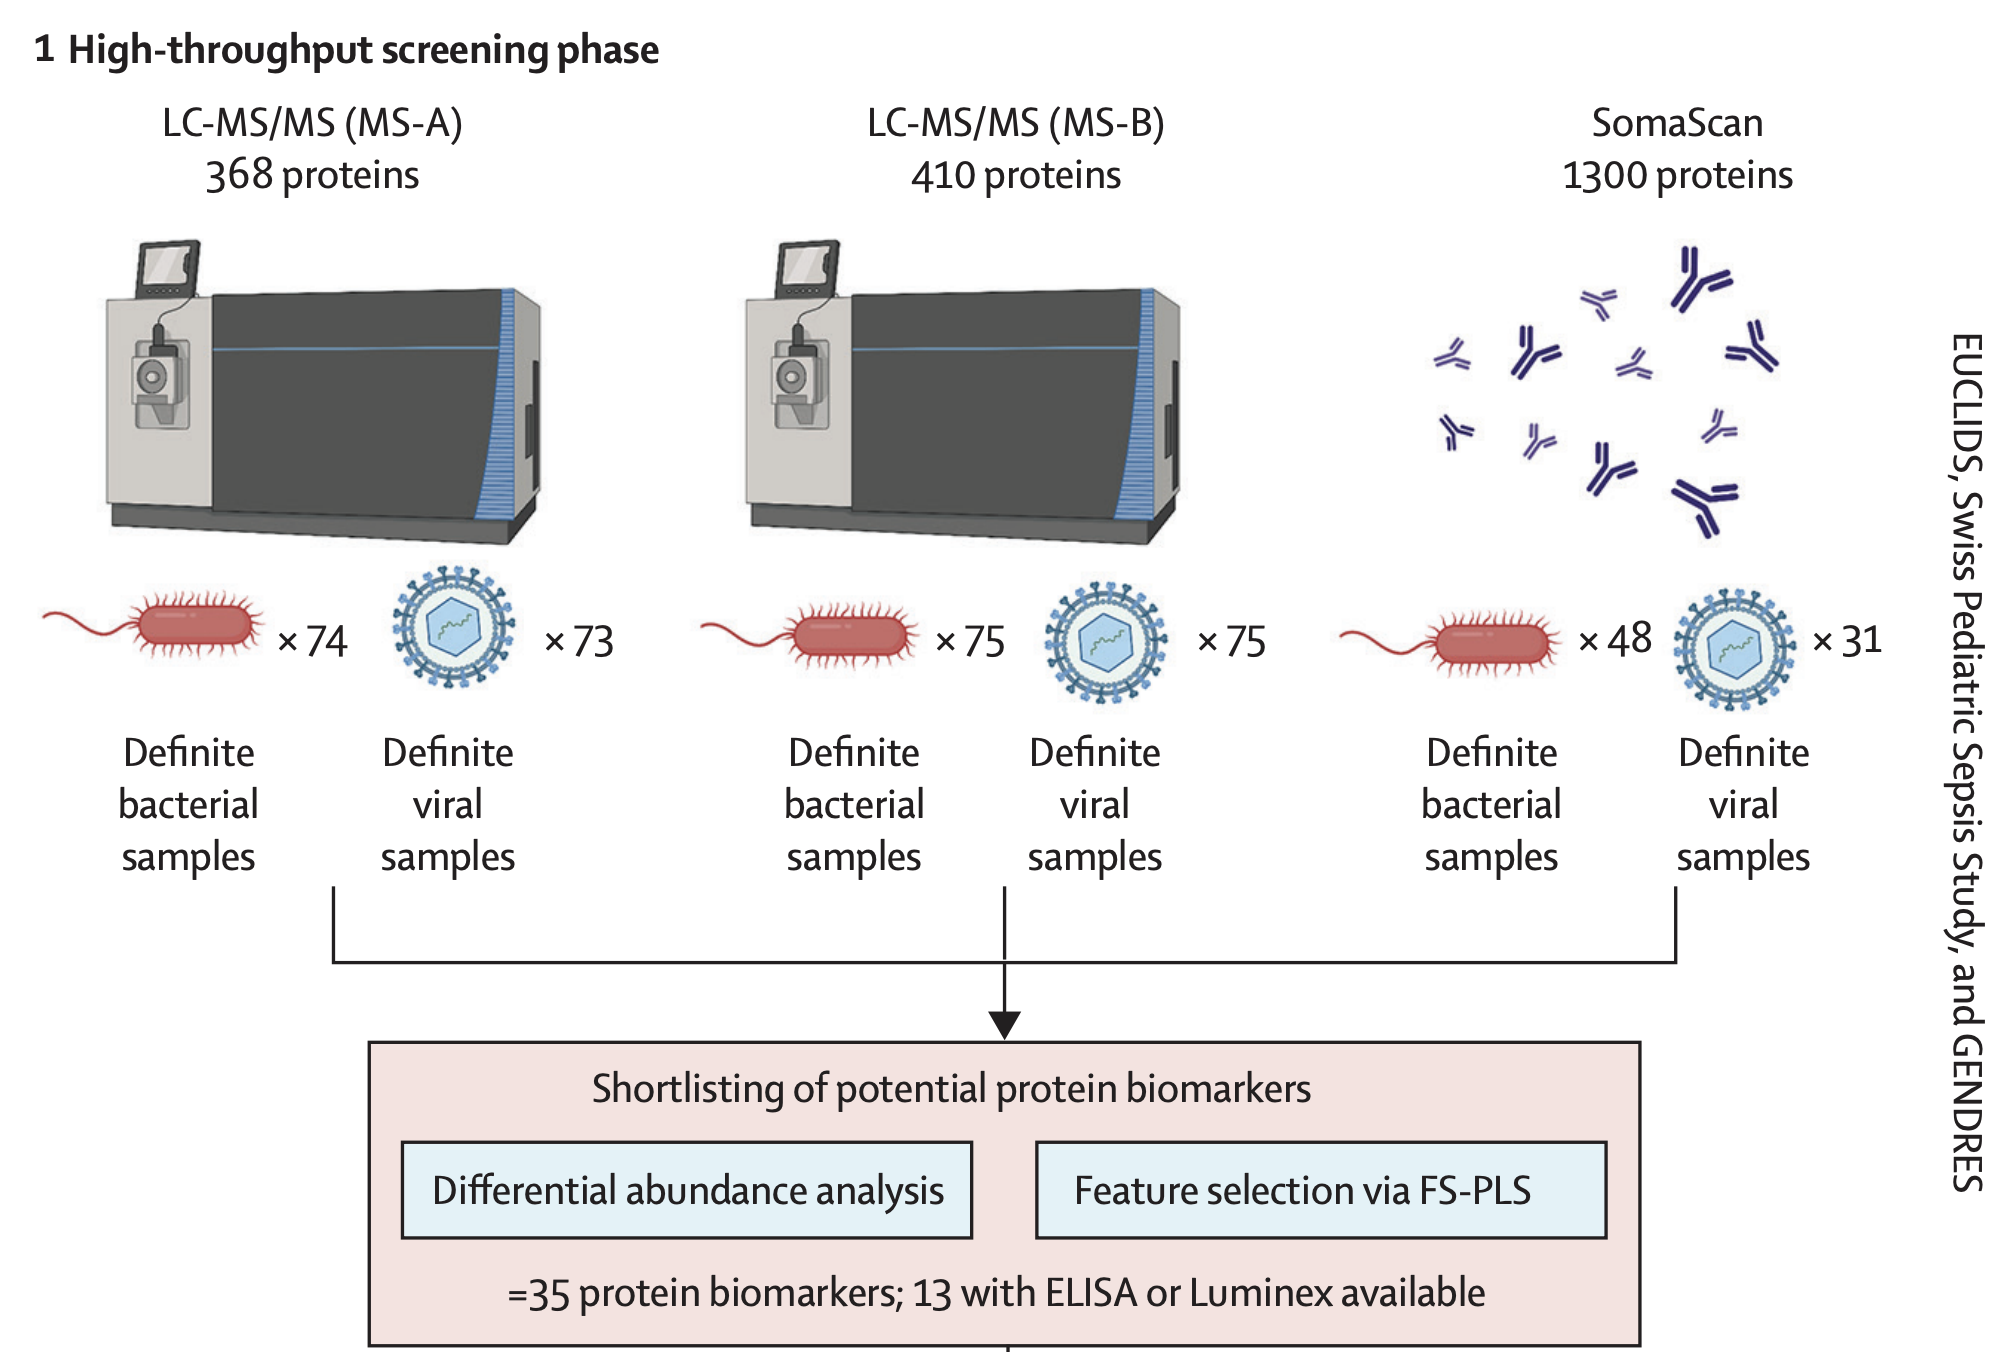 1 High-throughput screening phase
LC-MS/MS (MS-A)
368 proteins
LC-MS/MS (MS-B)
410 proteins
SomaScan
1300 proteins
× 74
× 73
× 75
× 75
× 48
× 31
Definite
bacterial
samples
Definite
viral
samples
Definite
bacterial
samples
Definite
viral
samples
Definite
bacterial
samples
Definite
viral
samples
Shortlisting of potential protein biomarkers
Differential abundance analysis
Feature selection via FS-PLS
=35 protein biomarkers; 13 with ELISA or Luminex available
EUCLIDS, Swiss Pediatric Sepsis Study, and GENDRES